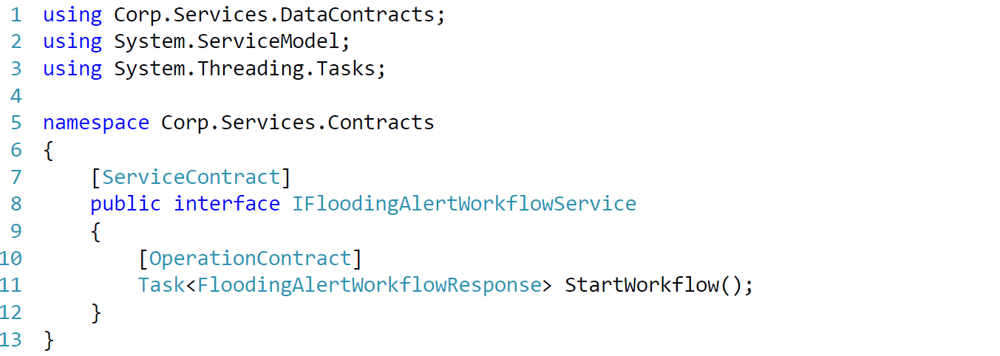 1 using Corp.Services.DataContracts;
2 using System.ServiceModel;
3 using System.Threading.Tasks;
4
5 namespace Corp.Services.Contracts
6 {
7     [ServiceContract]
8     public interface IFloodingAlertWorkflowService
9     {
10         [OperationContract]
11         Task<FloodingAlertWorkflowResponse> StartWorkflow();
12     }
13 }